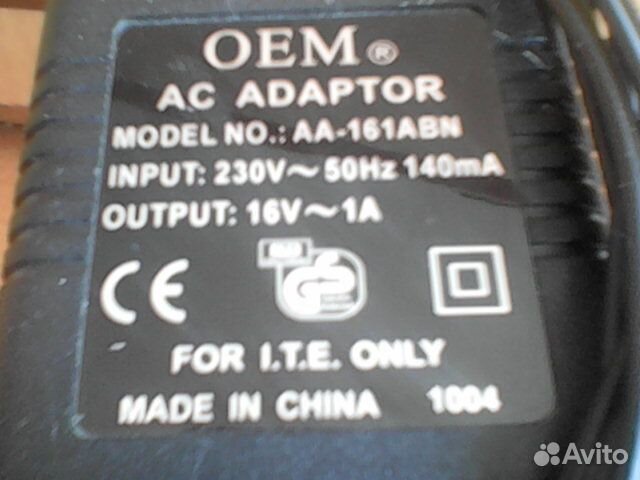 OEM®
AC ADAPTOR
MODEL NO.: AA-161ABN
INPUT: 230V～50Hz 140mA
OUTPUT: 16V～1A
CE
GS
FOR I.T.E. ONLY
MADE IN CHINA 1004
Avito